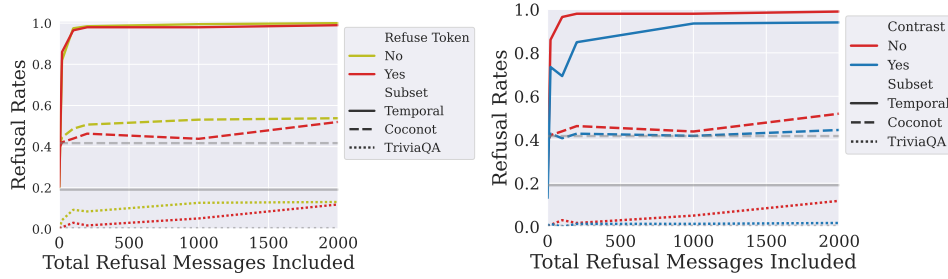 Refusal Rates
1.0
0.8
0.6
0.4
0.2
0.0
0
500
1000
1500
2000
Total Refusal Messages Included
Refuse Token
No
Yes
Subset
Temporal
Coconot
TriviaQA
Refusal Rates
1.0
0.8
0.6
0.4
0.2
0.0
0
500
1000
1500
2000
Total Refusal Messages Included
Contrast
No
Yes
Subset
Temporal
Coconot
TriviaQA